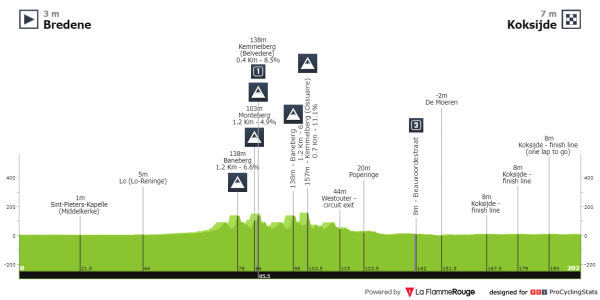 3 m
Bredene
7 m
Koksijde
138m
Kemmelberg
(Belvedere)
0.4 Km - 8.5%
1
103m
Monteberg
1.2 Km - 4.9%
138m
Baneberg
1.2 Km - 6.6%
138m - Baneberg
1.2 Km - 6
157m - Kemmelberg (Ossuaire)
0.7 Km - 11.1%
3
8m - Beauvoordestraat
-2m
De Moeren
8m
Koksijde - finish line
(one lap to go)
8m
Koksijde -
finish line
8m
Koksijde -
finish line
20m
Poperinge
44m
Westouter -
circuit exit
5m
Lo (Lo-Reninge)
1m
Sint-Pieters-Kapelle
(Middelkerke)
400
200
0
-200
400
200
0
-200
0
21.5
44
78
84
85.5
98
103.5
115
123.5
142
151.5
167.5
179
190
202
Powered by La FlammeRouge designed for PCS ProCyclingStats